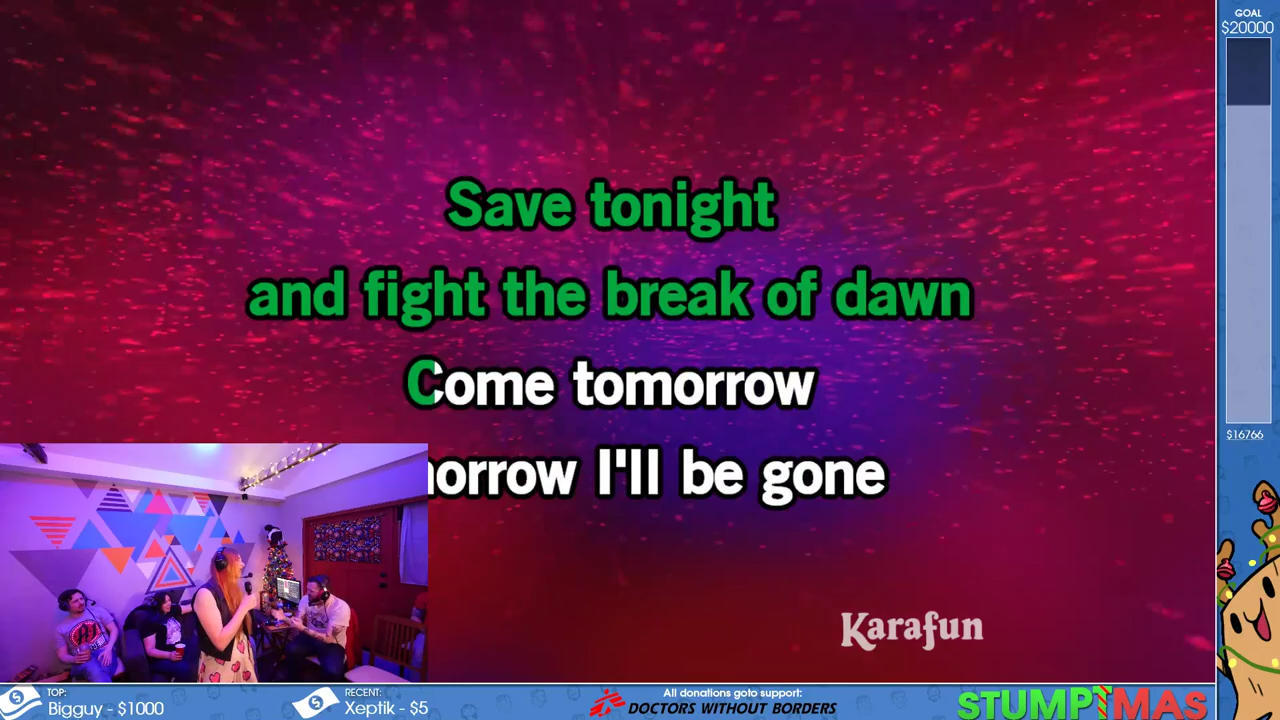 GOAL
$20000
Save tonight
and fight the break of dawn
Come tomorrow
orrow I'll be gone
$16766
Karafun
TOP:
Bigguy - $1000
RECENT:
Xeptik - $5
All donations goto support:
DOCTORS WITHOUT BORDERS
STUMPTMAS